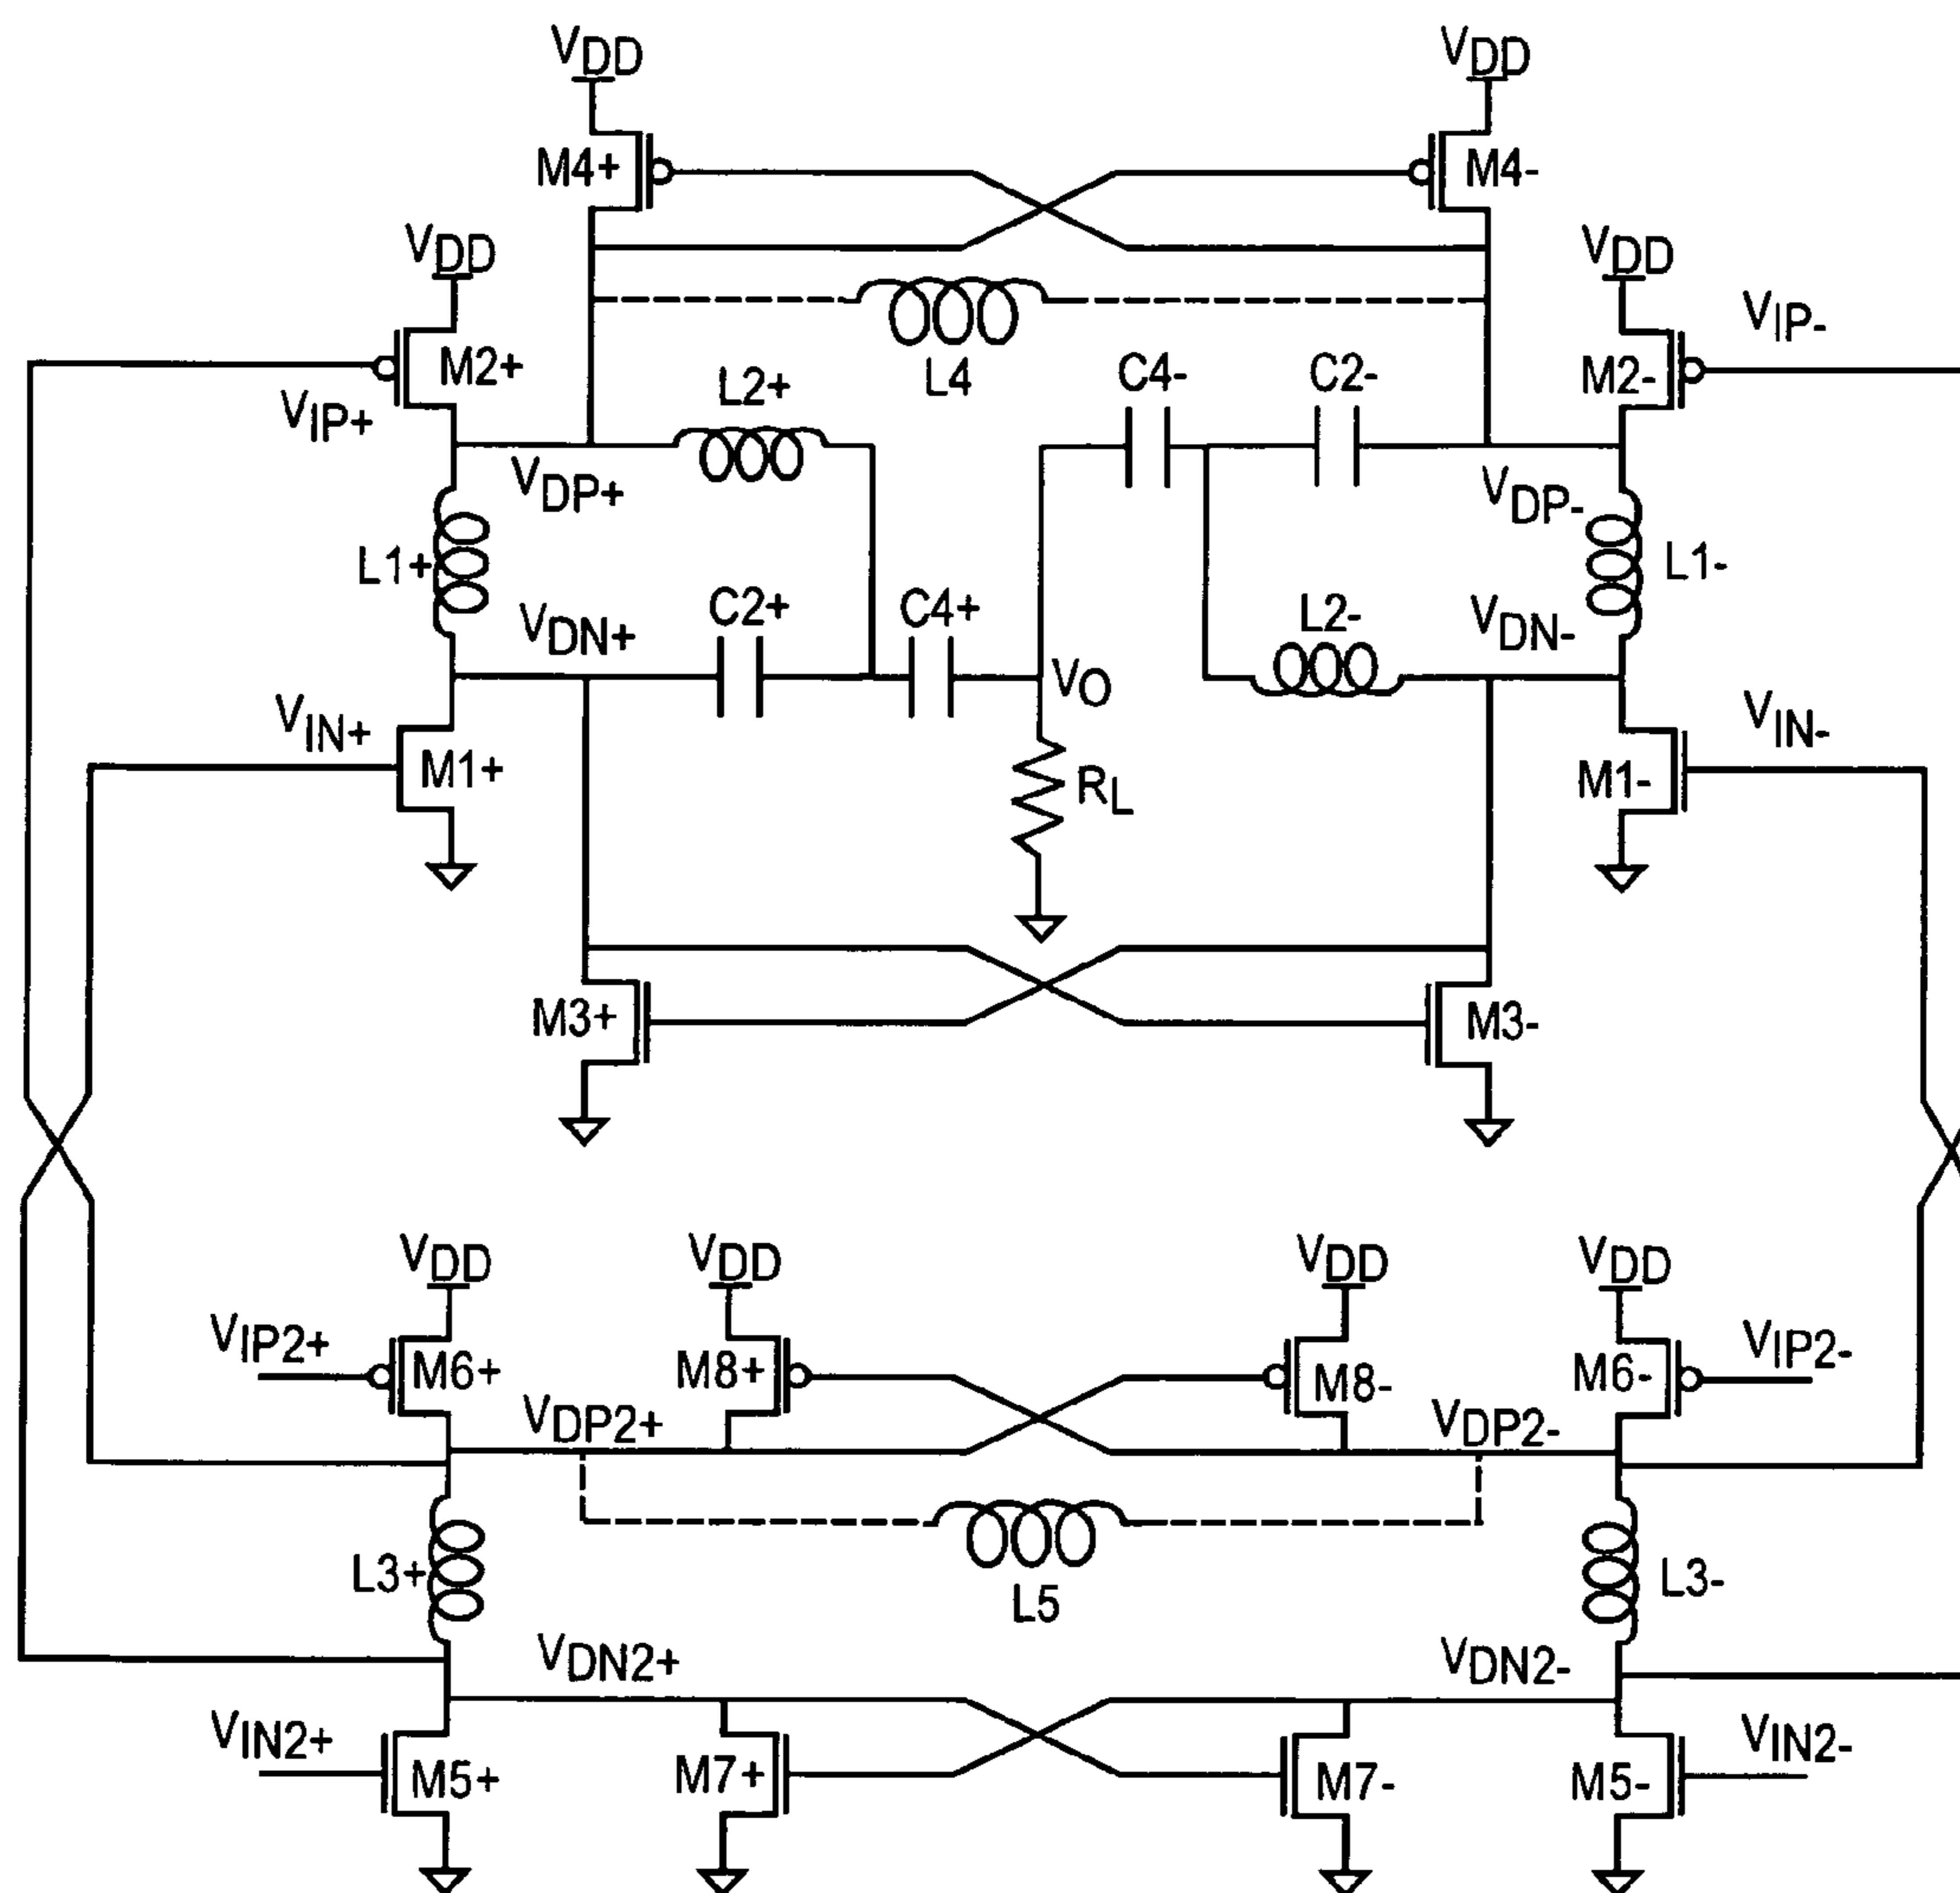 VDD VDD
M4+ M4-
VDD VDD
VIP-
M2+ L4 C4- C2- M2-
VIP+ L2+
VDP+ VDP-
L1+ L1-
VDN+ C2+ C4+ L2- VDN-
VO
VIN+ VIN-
M1+ RL M1-
M3+ M3-
VDD VDD VDD VDD
VIP2+ M6+ M8+ M8- M6- VIP2-
VDP2+ VDP2-
L3+ L5 L3-
VDN2+ VDN2-
VIN2+ M5+ M7+ M7- M5- VIN2-